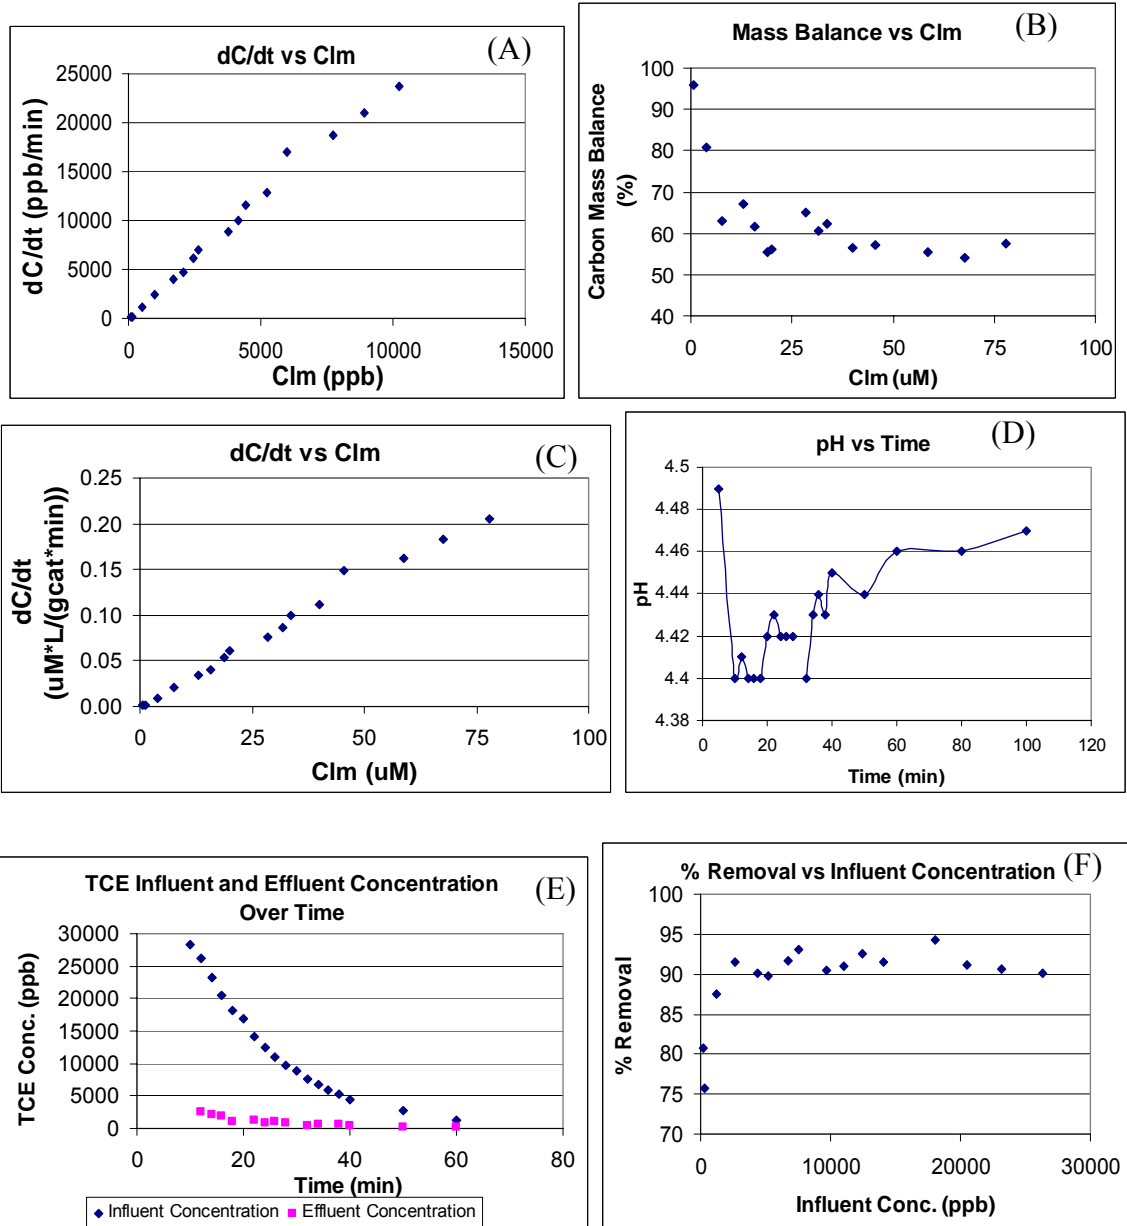 (A)
dC/dt vs Clm
dC/dt (ppb/min)
25000
20000
15000
10000
5000
0
0 5000 10000 15000
Clm (ppb)
Mass Balance vs Clm
(B)
Carbon Mass Balance
(%)
100
90
80
70
60
50
40
0 25 50 75 100
Clm (uM)
dC/dt vs Clm
(C)
dC/dt
(uM*L/(gcat*min))
0.25
0.20
0.15
0.10
0.05
0.00
0 25 50 75 100
Clm (uM)
pH vs Time
(D)
pH
4.5
4.48
4.46
4.44
4.42
4.4
4.38
0 20 40 60 80 100 120
Time (min)
TCE Influent and Effluent Concentration
Over Time
(E)
TCE Conc. (ppb)
30000
25000
20000
15000
10000
5000
0
0 20 40 60 80
Time (min)
Influent Concentration Effluent Concentration
% Removal vs Influent Concentration
(F)
% Removal
100
95
90
85
80
75
70
0 10000 20000 30000
Influent Conc. (ppb)